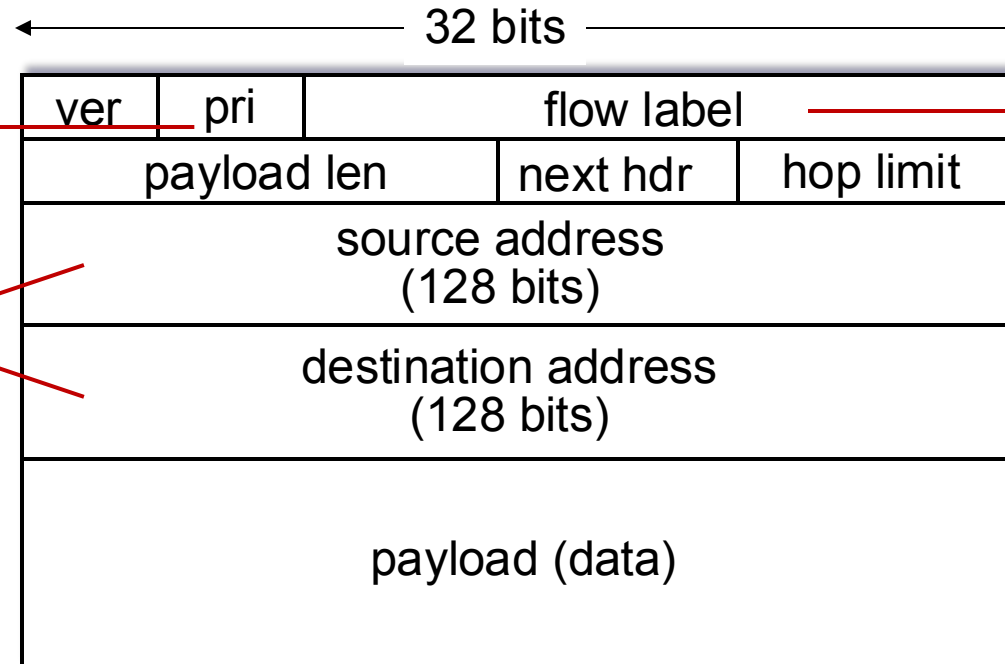 32 bits
ver pri flow label
payload len next hdr hop limit
source address
(128 bits)
destination address
(128 bits)
payload (data)